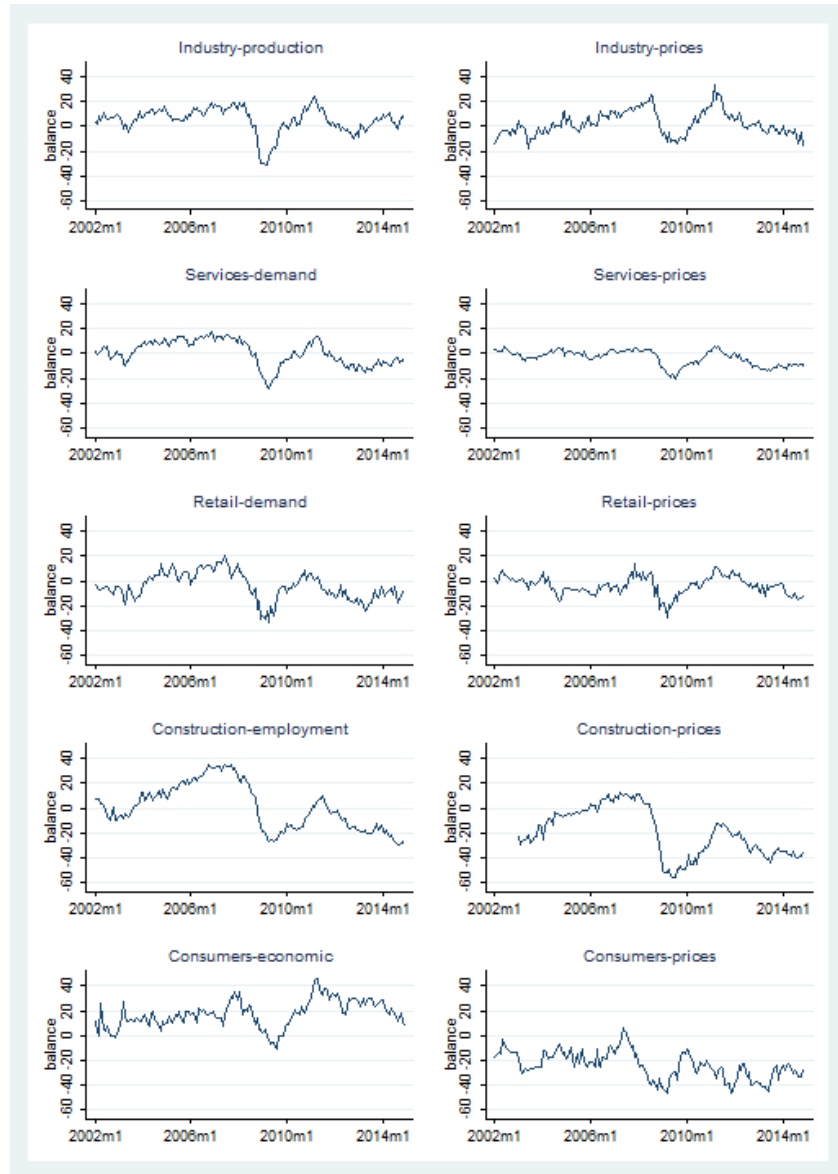 Industry-production
balance
40
20
0
-20
-40
-60
2002m1 2006m1 2010m1 2014m1
Industry-prices
balance
40
20
0
-20
-40
-60
2002m1 2006m1 2010m1 2014m1
Services-demand
balance
40
20
0
-20
-40
-60
2002m1 2006m1 2010m1 2014m1
Services-prices
balance
40
20
0
-20
-40
-60
2002m1 2006m1 2010m1 2014m1
Retail-demand
balance
40
20
0
-20
-40
-60
2002m1 2006m1 2010m1 2014m1
Retail-prices
balance
40
20
0
-20
-40
-60
2002m1 2006m1 2010m1 2014m1
Construction-employment
balance
40
20
0
-20
-40
-60
2002m1 2006m1 2010m1 2014m1
Construction-prices
balance
40
20
0
-20
-40
-60
2002m1 2006m1 2010m1 2014m1
Consumers-economic
balance
40
20
0
-20
-40
-60
2002m1 2006m1 2010m1 2014m1
Consumers-prices
balance
40
20
0
-20
-40
-60
2002m1 2006m1 2010m1 2014m1